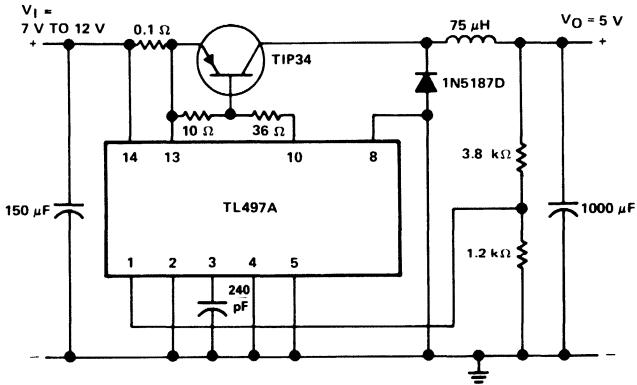 V_I =
7 V TO 12 V
0.1 Ω
75 μH
V_O = 5 V
+
+
TIP34
1N5187D
10 Ω
36 Ω
14
13
10
8
3.8 kΩ
150 μF
TL497A
1000 μF
1
2
3
4
5
1.2 kΩ
240
pF
−
−